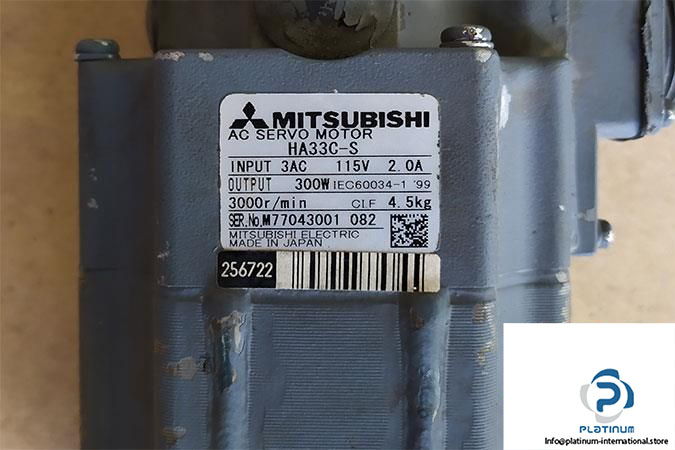 MITSUBISHI
AC SERVO MOTOR
HA33C-S
INPUT 3AC 115V 2.0A
OUTPUT 300W IEC60034-1 '99
3000r/min CI.F 4.5kg
SER.No.M77043001 082
MITSUBISHI ELECTRIC
MADE IN JAPAN
256722
PLATINUM
Info@platinum-international.store